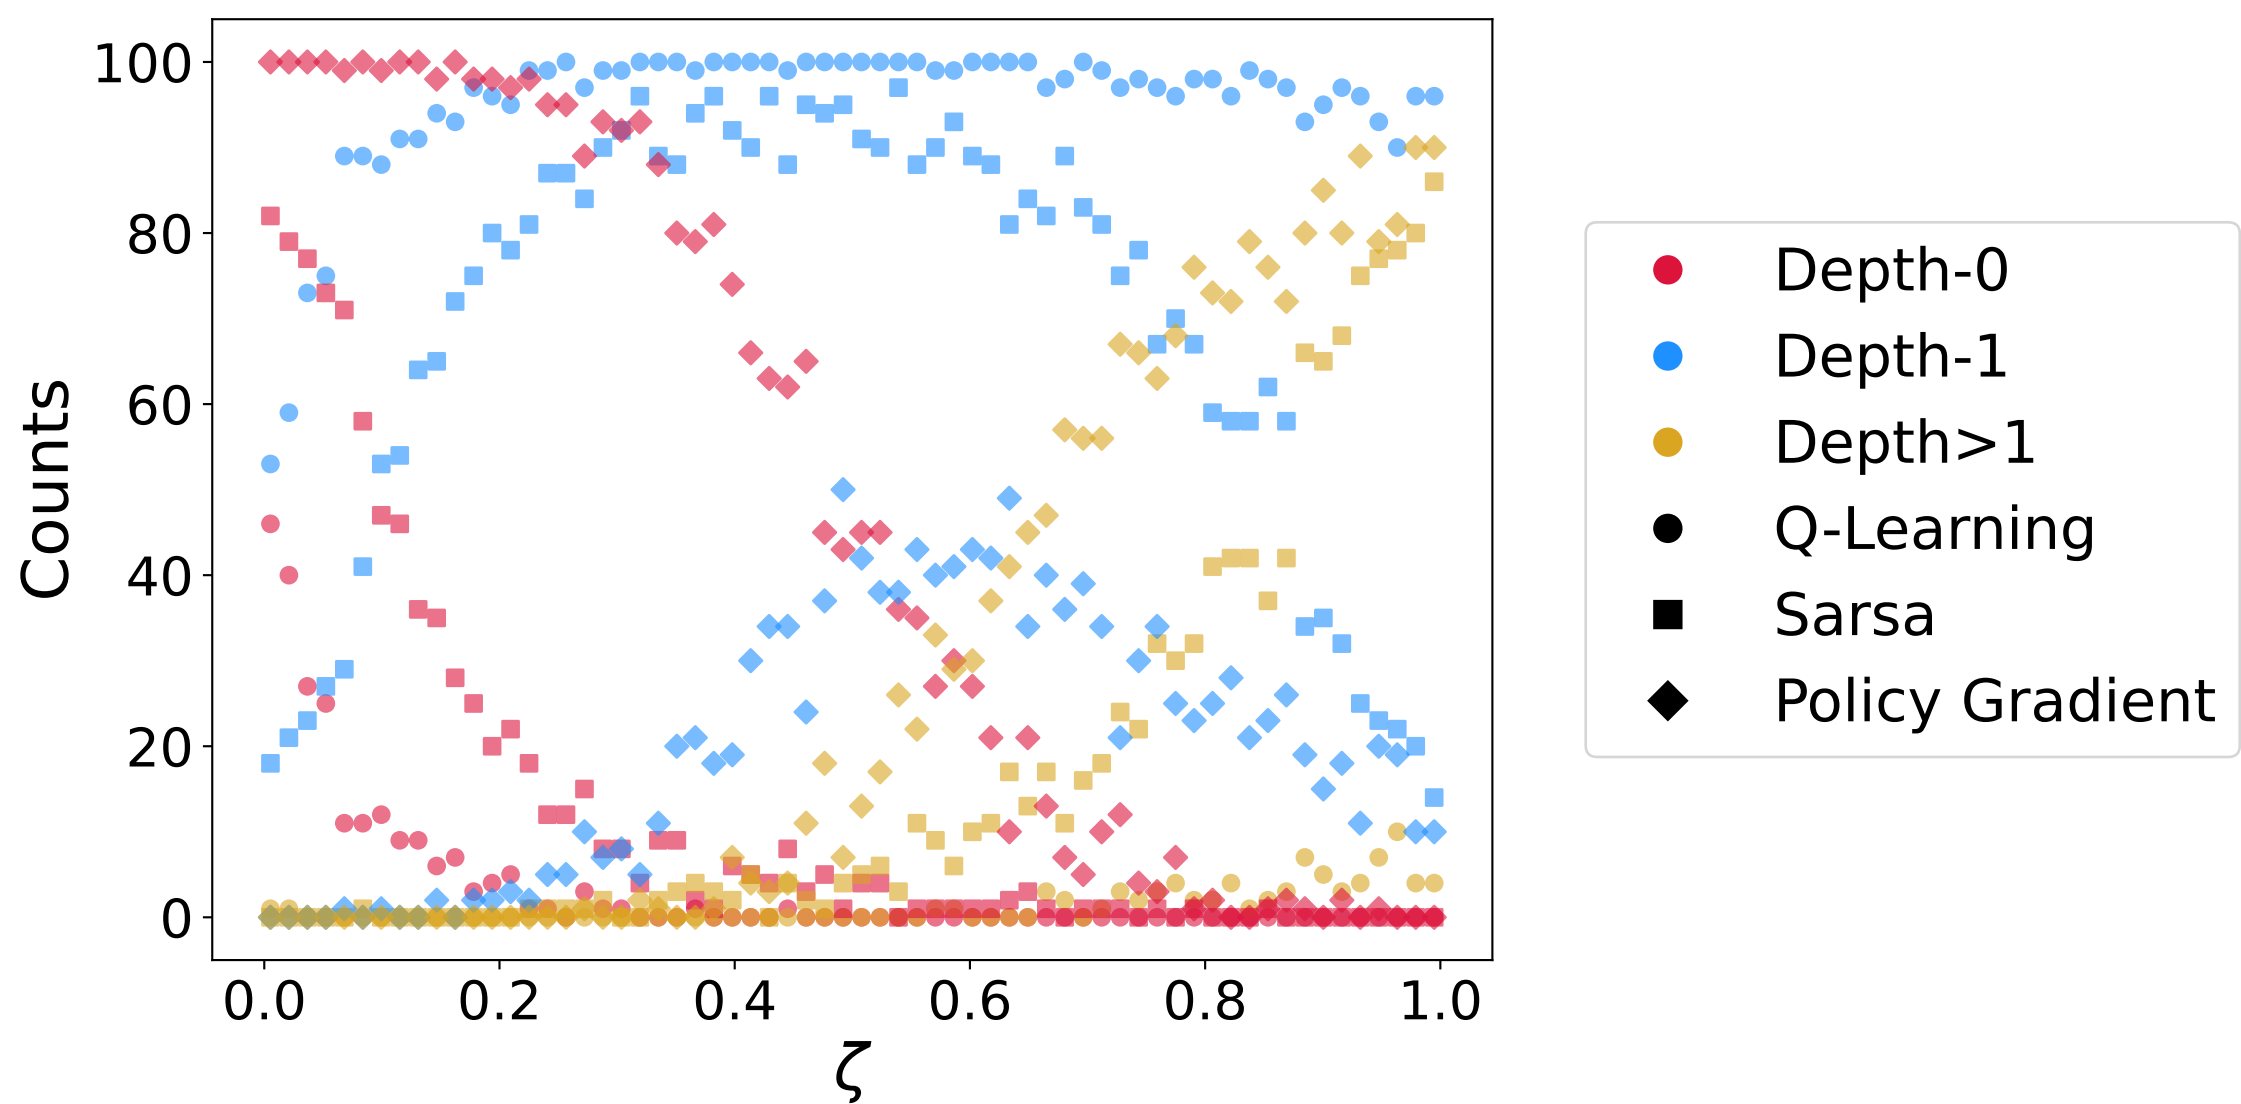 Counts
100
80
60
40
20
0
0.0 0.2 0.4 0.6 0.8 1.0
ζ
Depth-0
Depth-1
Depth>1
Q-Learning
Sarsa
Policy Gradient